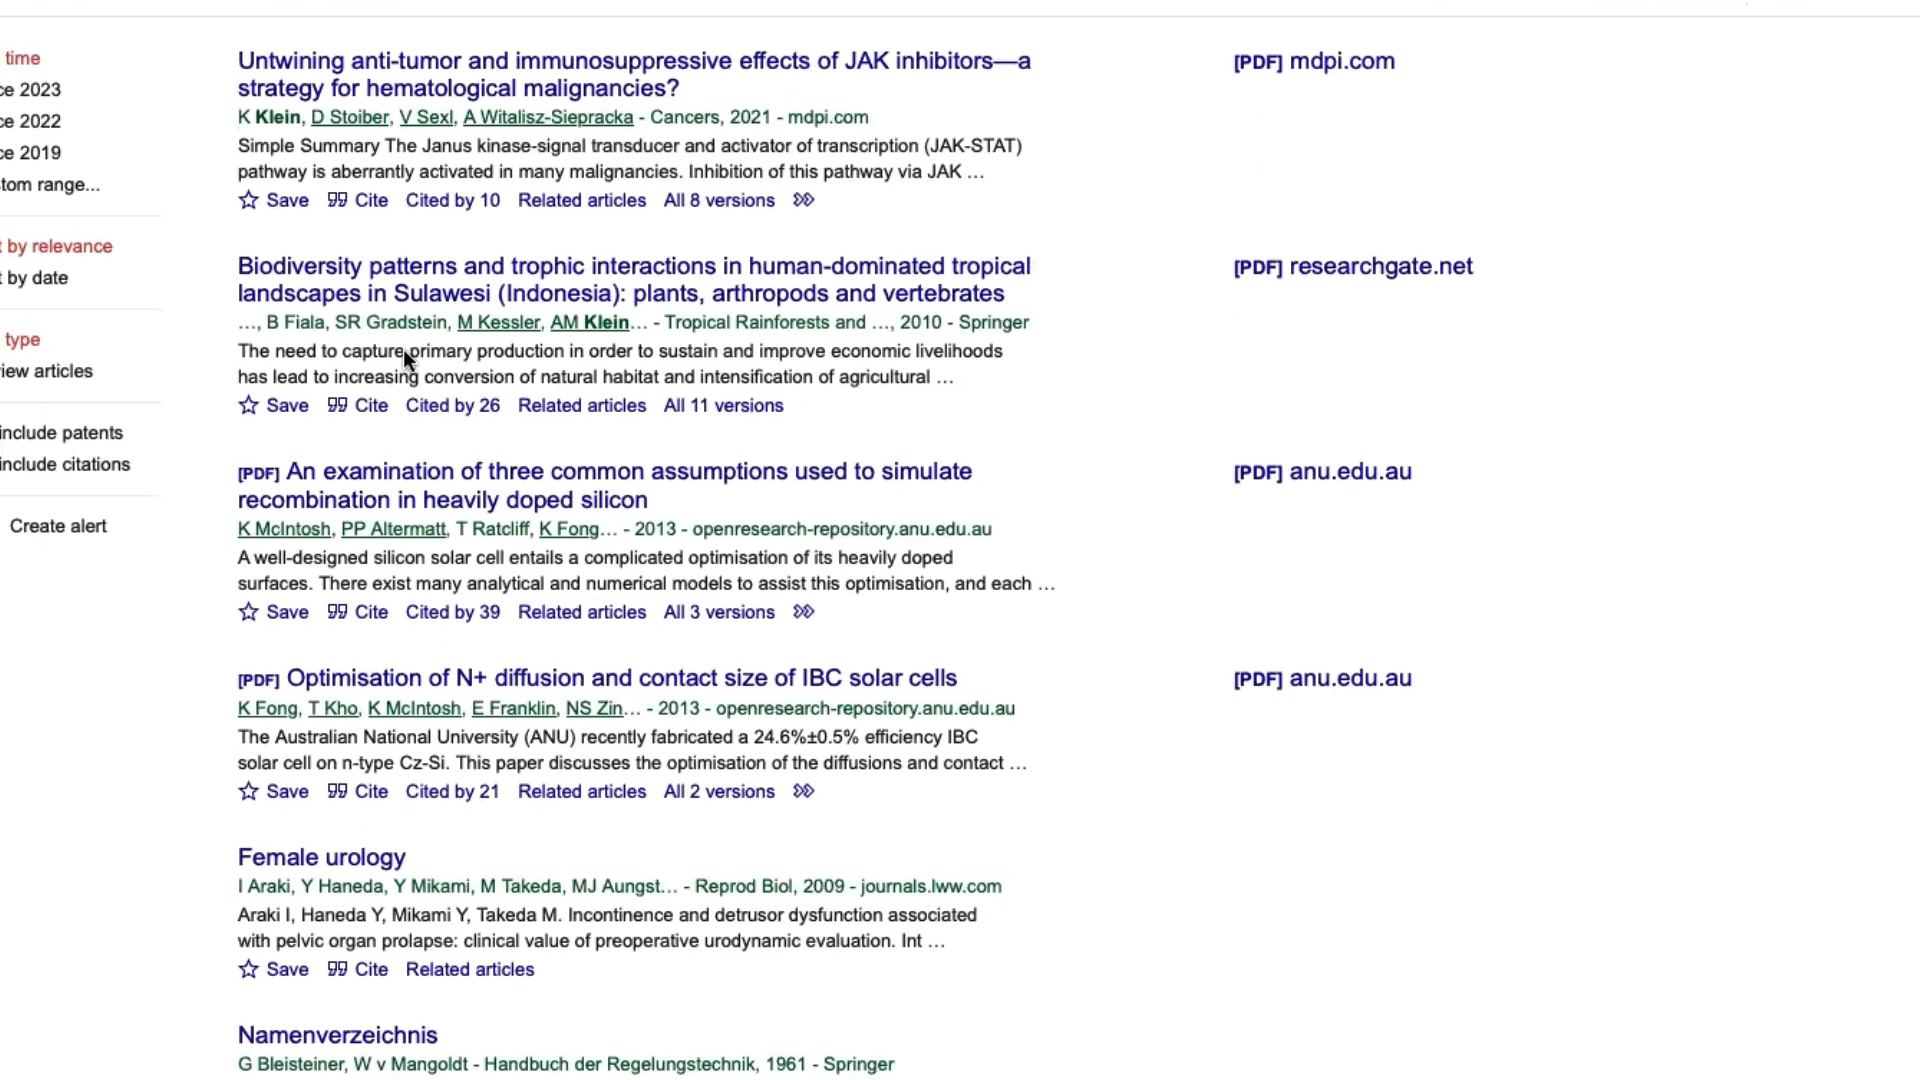 time
ce 2023
ce 2022
ce 2019
tom range...
t by relevance
t by date
type
iew articles
include patents
include citations
Create alert
Untwining anti-tumor and immunosuppressive effects of JAK inhibitors—a
strategy for hematological malignancies?
K Klein, D Stoiber, V Sexl, A Witalisz-Siepracka - Cancers, 2021 - mdpi.com
Simple Summary The Janus kinase-signal transducer and activator of transcription (JAK-STAT)
pathway is aberrantly activated in many malignancies. Inhibition of this pathway via JAK …
Save Cite Cited by 10 Related articles All 8 versions
[PDF] mdpi.com
Biodiversity patterns and trophic interactions in human-dominated tropical
landscapes in Sulawesi (Indonesia): plants, arthropods and vertebrates
…, B Fiala, SR Gradstein, M Kessler, AM Klein… - Tropical Rainforests and …, 2010 - Springer
The need to capture primary production in order to sustain and improve economic livelihoods
has lead to increasing conversion of natural habitat and intensification of agricultural …
Save Cite Cited by 26 Related articles All 11 versions
[PDF] researchgate.net
[PDF] An examination of three common assumptions used to simulate
recombination in heavily doped silicon
K McIntosh, PP Altermatt, T Ratcliff, K Fong… - 2013 - openresearch-repository.anu.edu.au
A well-designed silicon solar cell entails a complicated optimisation of its heavily doped
surfaces. There exist many analytical and numerical models to assist this optimisation, and each …
Save Cite Cited by 39 Related articles All 3 versions
[PDF] anu.edu.au
[PDF] Optimisation of N+ diffusion and contact size of IBC solar cells
K Fong, T Kho, K McIntosh, E Franklin, NS Zin… - 2013 - openresearch-repository.anu.edu.au
The Australian National University (ANU) recently fabricated a 24.6%±0.5% efficiency IBC
solar cell on n-type Cz-Si. This paper discusses the optimisation of the diffusions and contact …
Save Cite Cited by 21 Related articles All 2 versions
[PDF] anu.edu.au
Female urology
I Araki, Y Haneda, Y Mikami, M Takeda, MJ Aungst… - Reprod Biol, 2009 - journals.lww.com
Araki I, Haneda Y, Mikami Y, Takeda M. Incontinence and detrusor dysfunction associated
with pelvic organ prolapse: clinical value of preoperative urodynamic evaluation. Int …
Save Cite Related articles
Namenverzeichnis
G Bleisteiner, W v Mangoldt - Handbuch der Regelungstechnik, 1961 - Springer